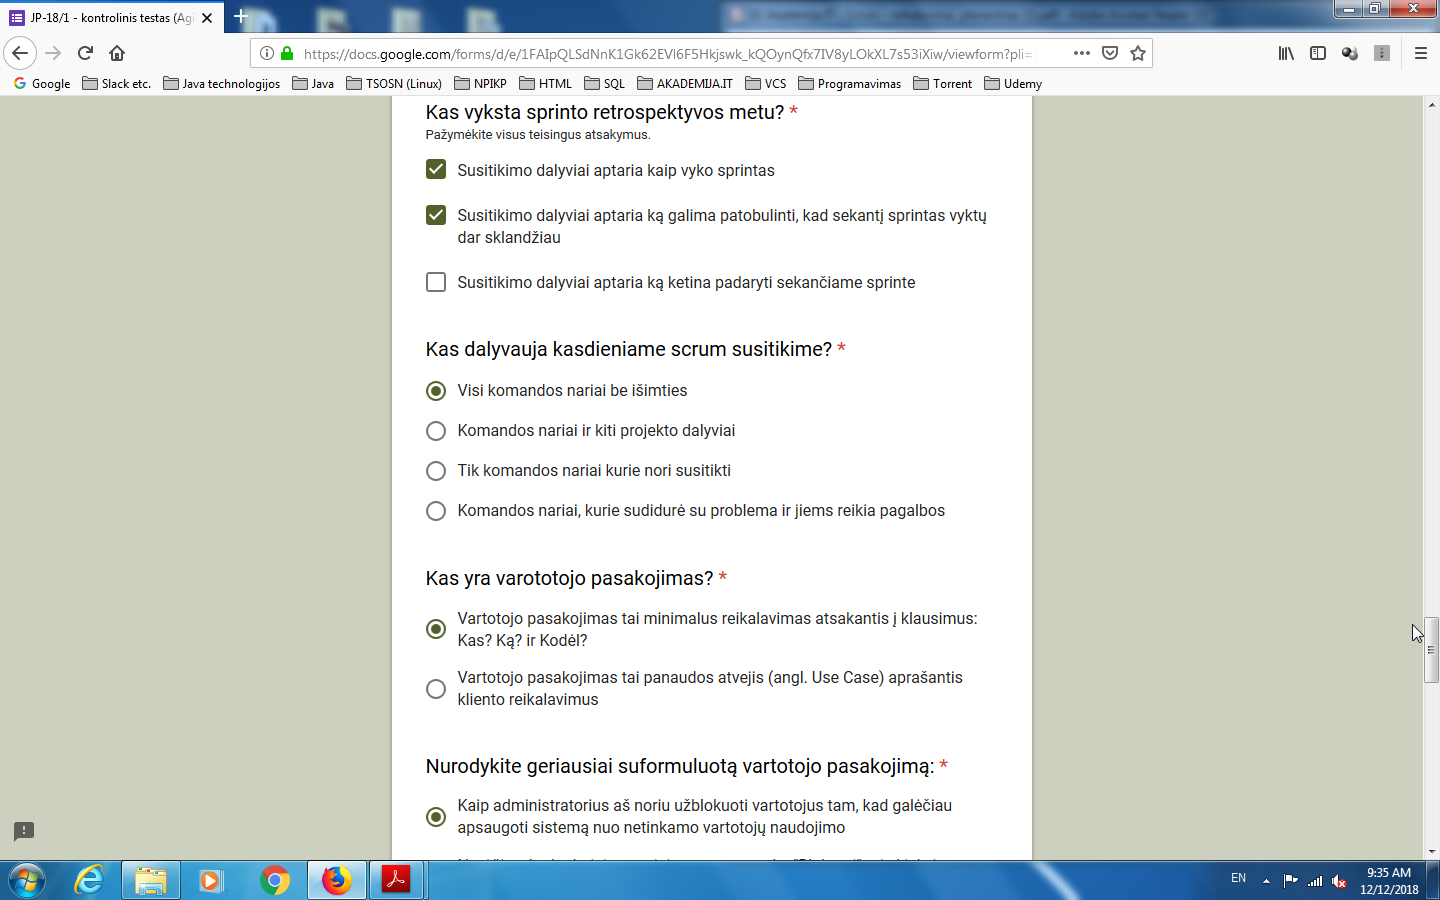 JP-18/1 - kontrolinis testas (Agi
https://docs.google.com/forms/d/e/1FAIpQLSdNnK1Gk62EVl6F5Hkjswk_kQOynQfx7IV8yLOkXL7s53iXiw/viewform?pli=
Google Slack etc. Java technologijos Java TSOSN (Linux) NPIKP HTML SQL AKADEMIJA.IT VCS Programavimas Torrent Udemy
Kas vyksta sprinto retrospektyvos metu? *
Pažymėkite visus teisingus atsakymus.
Susitikimo dalyviai aptaria kaip vyko sprintas
Susitikimo dalyviai aptaria ką galima patobulinti, kad sekantį sprintas vyktų
dar sklandžiau
Susitikimo dalyviai aptaria ką ketina padaryti sekančiame sprinte
Kas dalyvauja kasdieniame scrum susitikime? *
Visi komandos nariai be išimties
Komandos nariai ir kiti projekto dalyviai
Tik komandos nariai kurie nori susitikti
Komandos nariai, kurie sudidurė su problema ir jiems reikia pagalbos
Kas yra varototojo pasakojimas? *
Vartotojo pasakojimas tai minimalus reikalavimas atsakantis į klausimus:
Kas? Ką? ir Kodėl?
Vartotojo pasakojimas tai panaudos atvejis (angl. Use Case) aprašantis
kliento reikalavimus
Nurodykite geriausiai suformuluotą vartotojo pasakojimą: *
Kaip administratorius aš noriu užblokuoti vartotojus tam, kad galėčiau
apsaugoti sistemą nuo netinkamo vartotojų naudojimo
EN
9:35 AM
12/12/2018